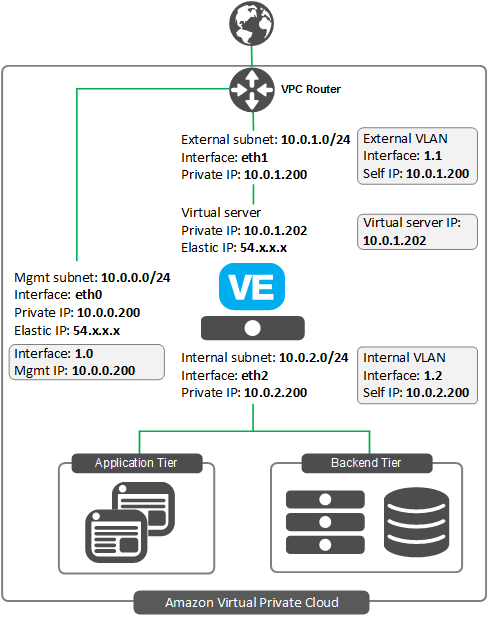 VPC Router
External subnet: 10.0.1.0/24
Interface: eth1
Private IP: 10.0.1.200
External VLAN
Interface: 1.1
Self IP: 10.0.1.200
Virtual server
Private IP: 10.0.1.202
Elastic IP: 54.x.x.x
Virtual server IP:
10.0.1.202
Mgmt subnet: 10.0.0.0/24
Interface: eth0
Private IP: 10.0.0.200
Elastic IP: 54.x.x.x
Interface: 1.0
Mgmt IP: 10.0.0.200
VE
Internal subnet: 10.0.2.0/24
Interface: eth2
Private IP: 10.0.2.200
Internal VLAN
Interface: 1.2
Self IP: 10.0.2.200
Application Tier
Backend Tier
Amazon Virtual Private Cloud